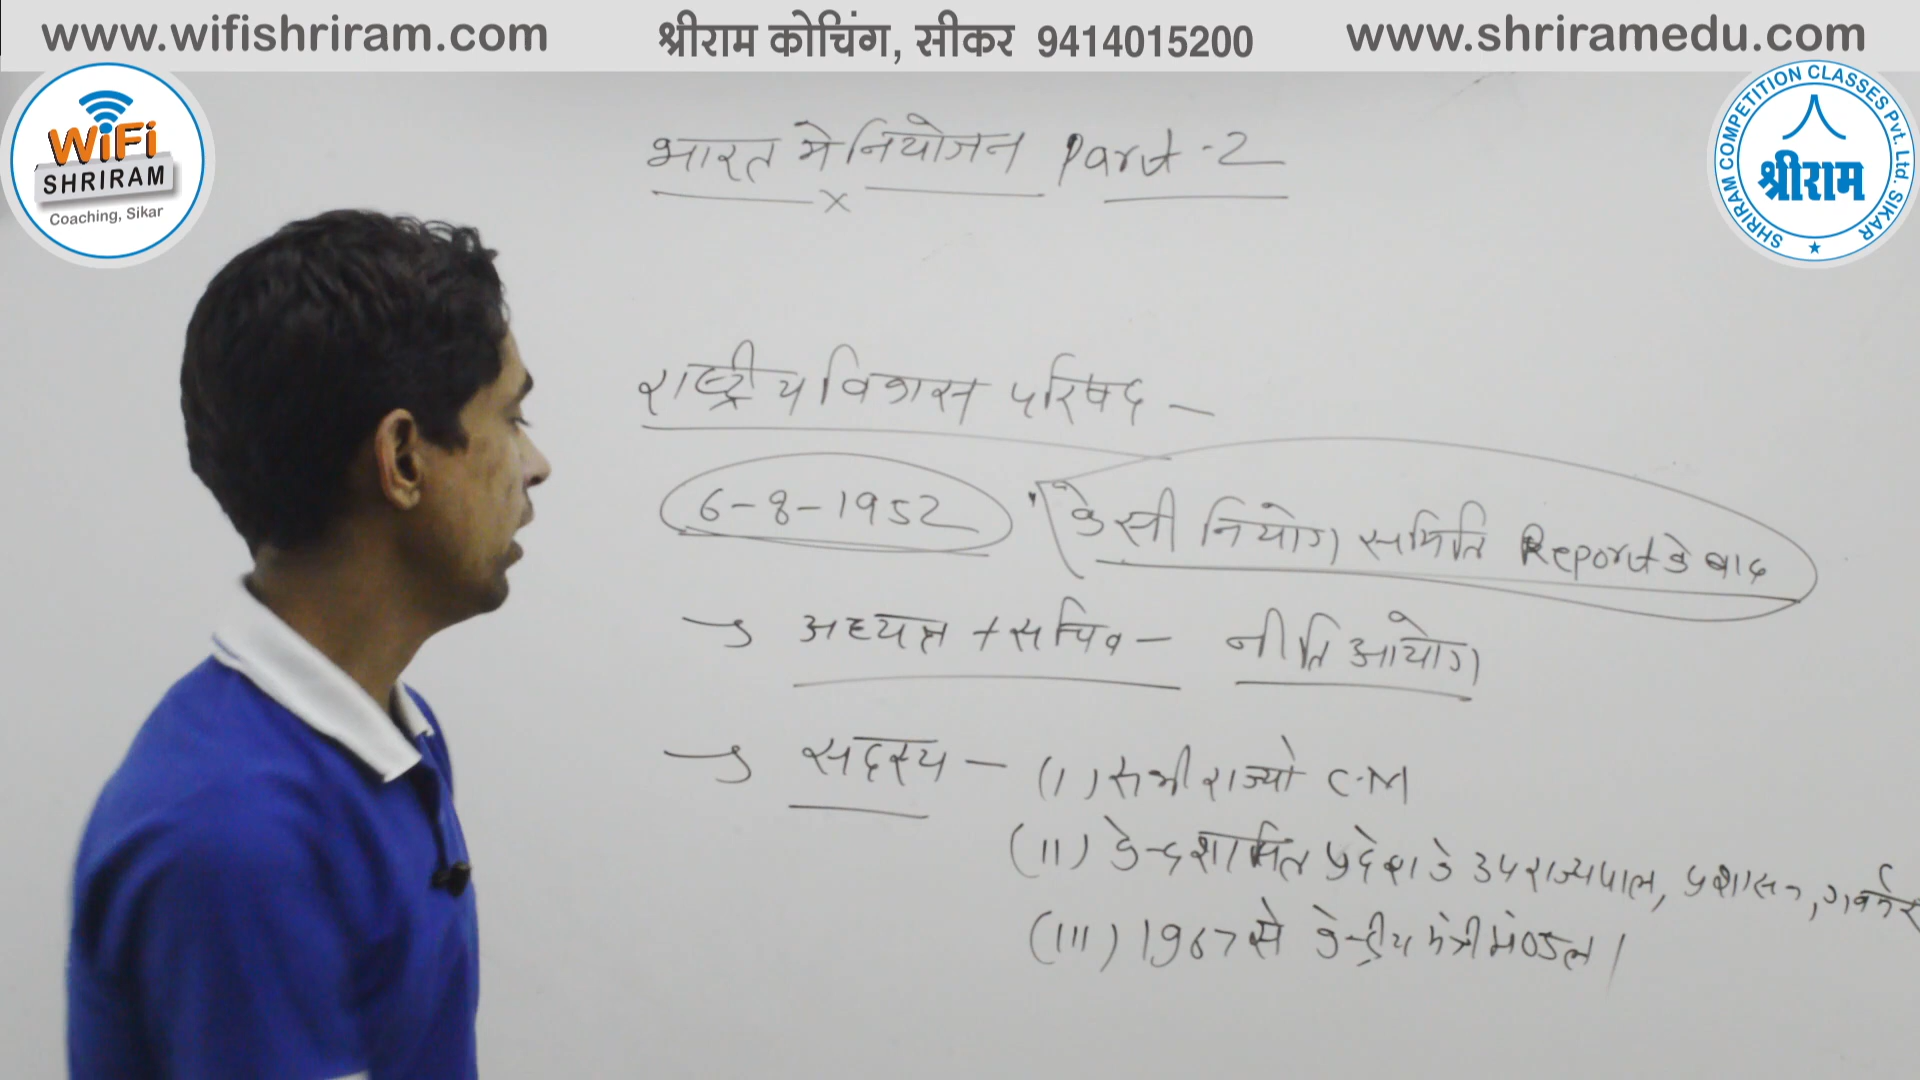 www.wifishriram.com श्रीराम कोचिंग, सीकर 9414015200 www.shriramedu.com
WiFi
SHRIRAM
Coaching, Sikar
SHRIRAM COMPETITION CLASSES Pvt. Ltd. SIKAR
श्रीराम
भारत मे नियोजन Part-2
राष्ट्रीय विकास परिषद –
6-8-1952 के सी नियोग समिति Report के बाद
→ अध्यक्ष + सचिव – नीति आयोग
→ सदस्य – (I) सभी राज्यो C.M
(II) केन्दशासित प्रदेश के उपराज्यपाल, प्रशासन, गवर्नर
(III) 1967 से केन्द्रीय मंत्रीमंण्डल।